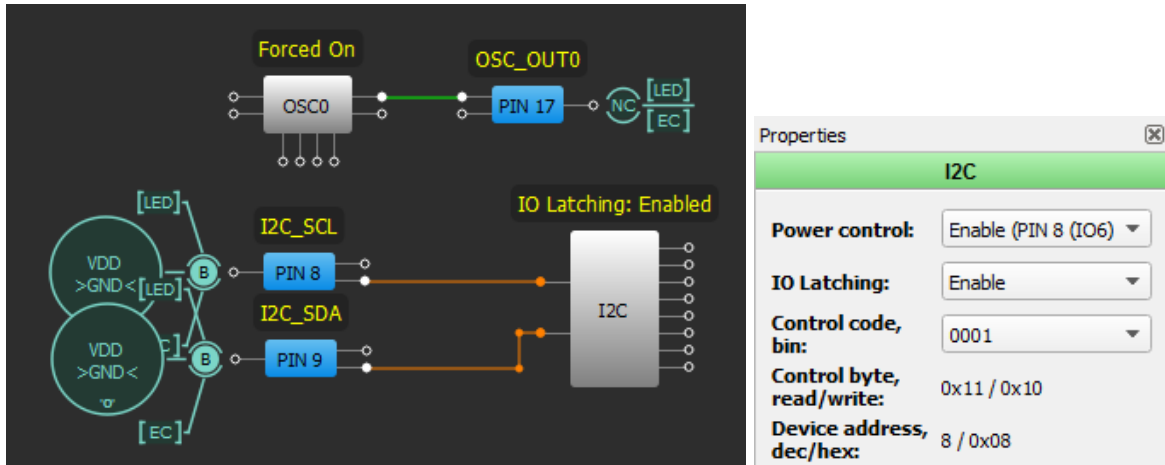 Forced On
OSC_OUT0
OSC0
PIN 17
NC
[LED]
[EC]
[LED]
I2C_SCL
IO Latching: Enabled
VDD
>GND<
[LED]
B
PIN 8
I2C
I2C_SDA
VDD
>GND<
"0"
C]
B
PIN 9
[EC]
Properties
I2C
Power control: Enable (PIN 8 (IO6)
IO Latching: Enable
Control code, bin: 0001
Control byte, read/write: 0x11 / 0x10
Device address, dec/hex: 8 / 0x08